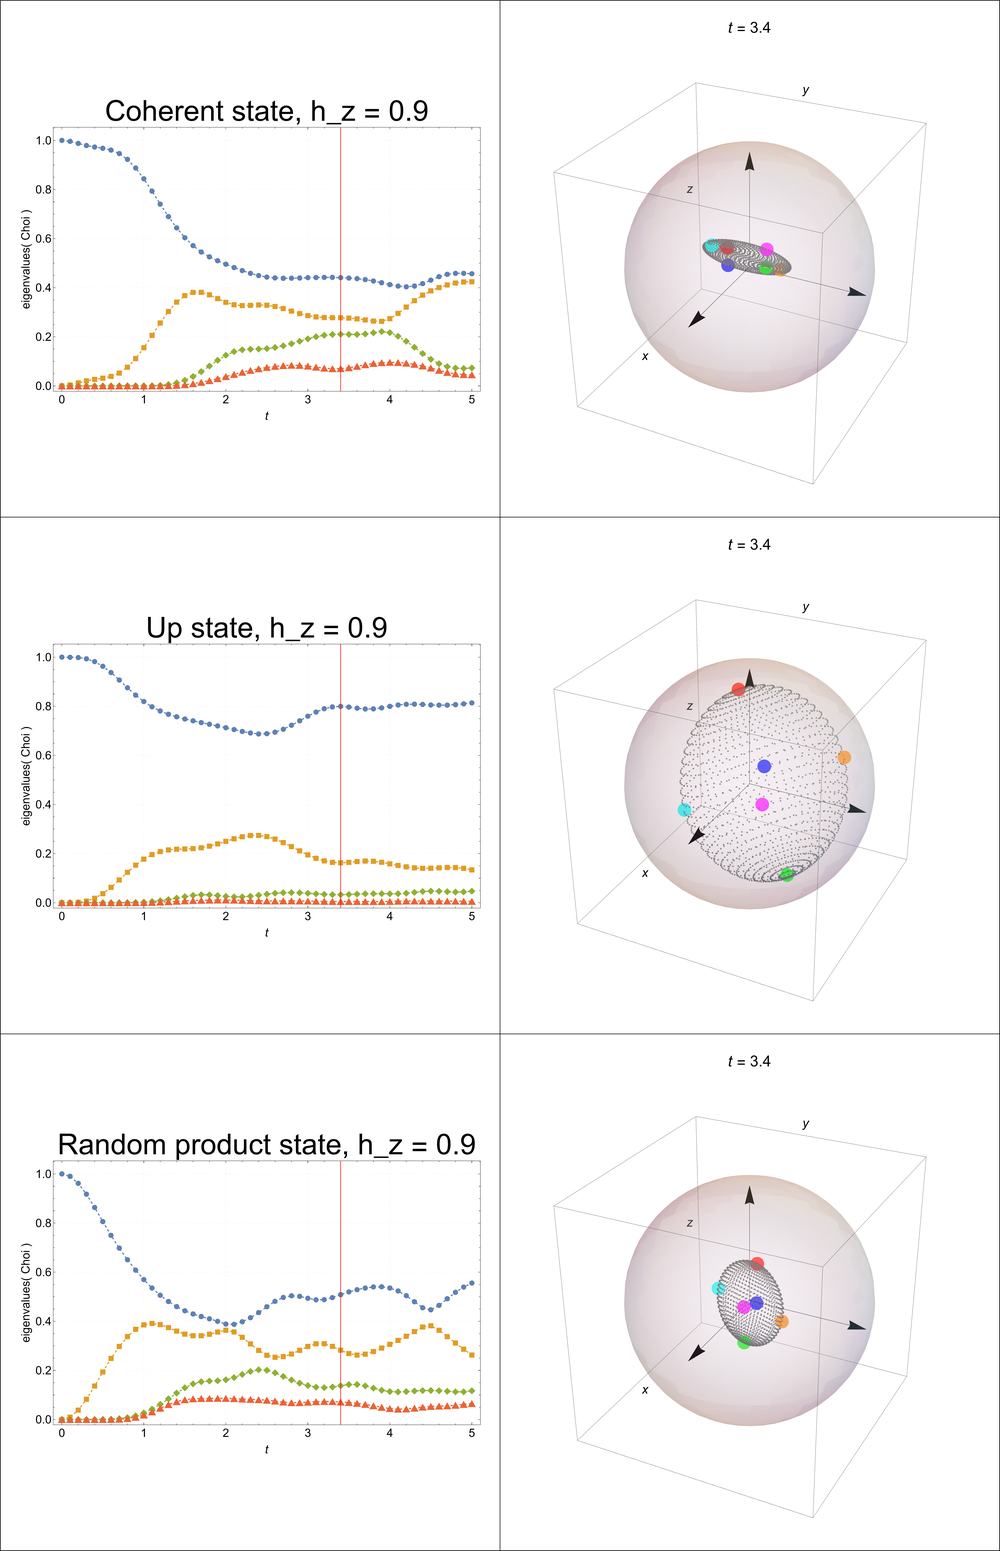 Coherent state, h_z = 0.9
eigenvalues( Choi )
1.0
0.8
0.6
0.4
0.2
0.0
0 1 2 3 4 5
t
t = 3.4
y
z
x
Up state, h_z = 0.9
eigenvalues( Choi )
1.0
0.8
0.6
0.4
0.2
0.0
0 1 2 3 4 5
t
t = 3.4
y
z
x
Random product state, h_z = 0.9
eigenvalues( Choi )
1.0
0.8
0.6
0.4
0.2
0.0
0 1 2 3 4 5
t
t = 3.4
y
z
x